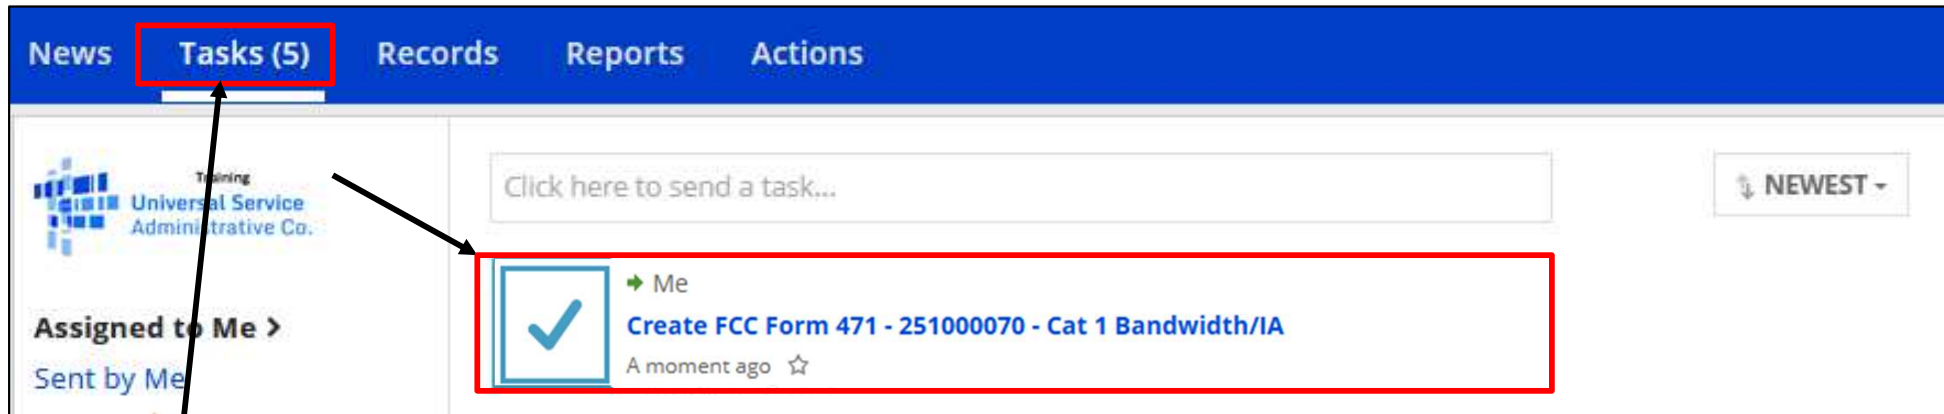 News Tasks (5) Records Reports Actions
Training
Universal Service
Administrative Co.
Click here to send a task...
NEWEST
Me
Assigned to Me >
Create FCC Form 471 - 251000070 - Cat 1 Bandwidth/IA
A moment ago
Sent by Me